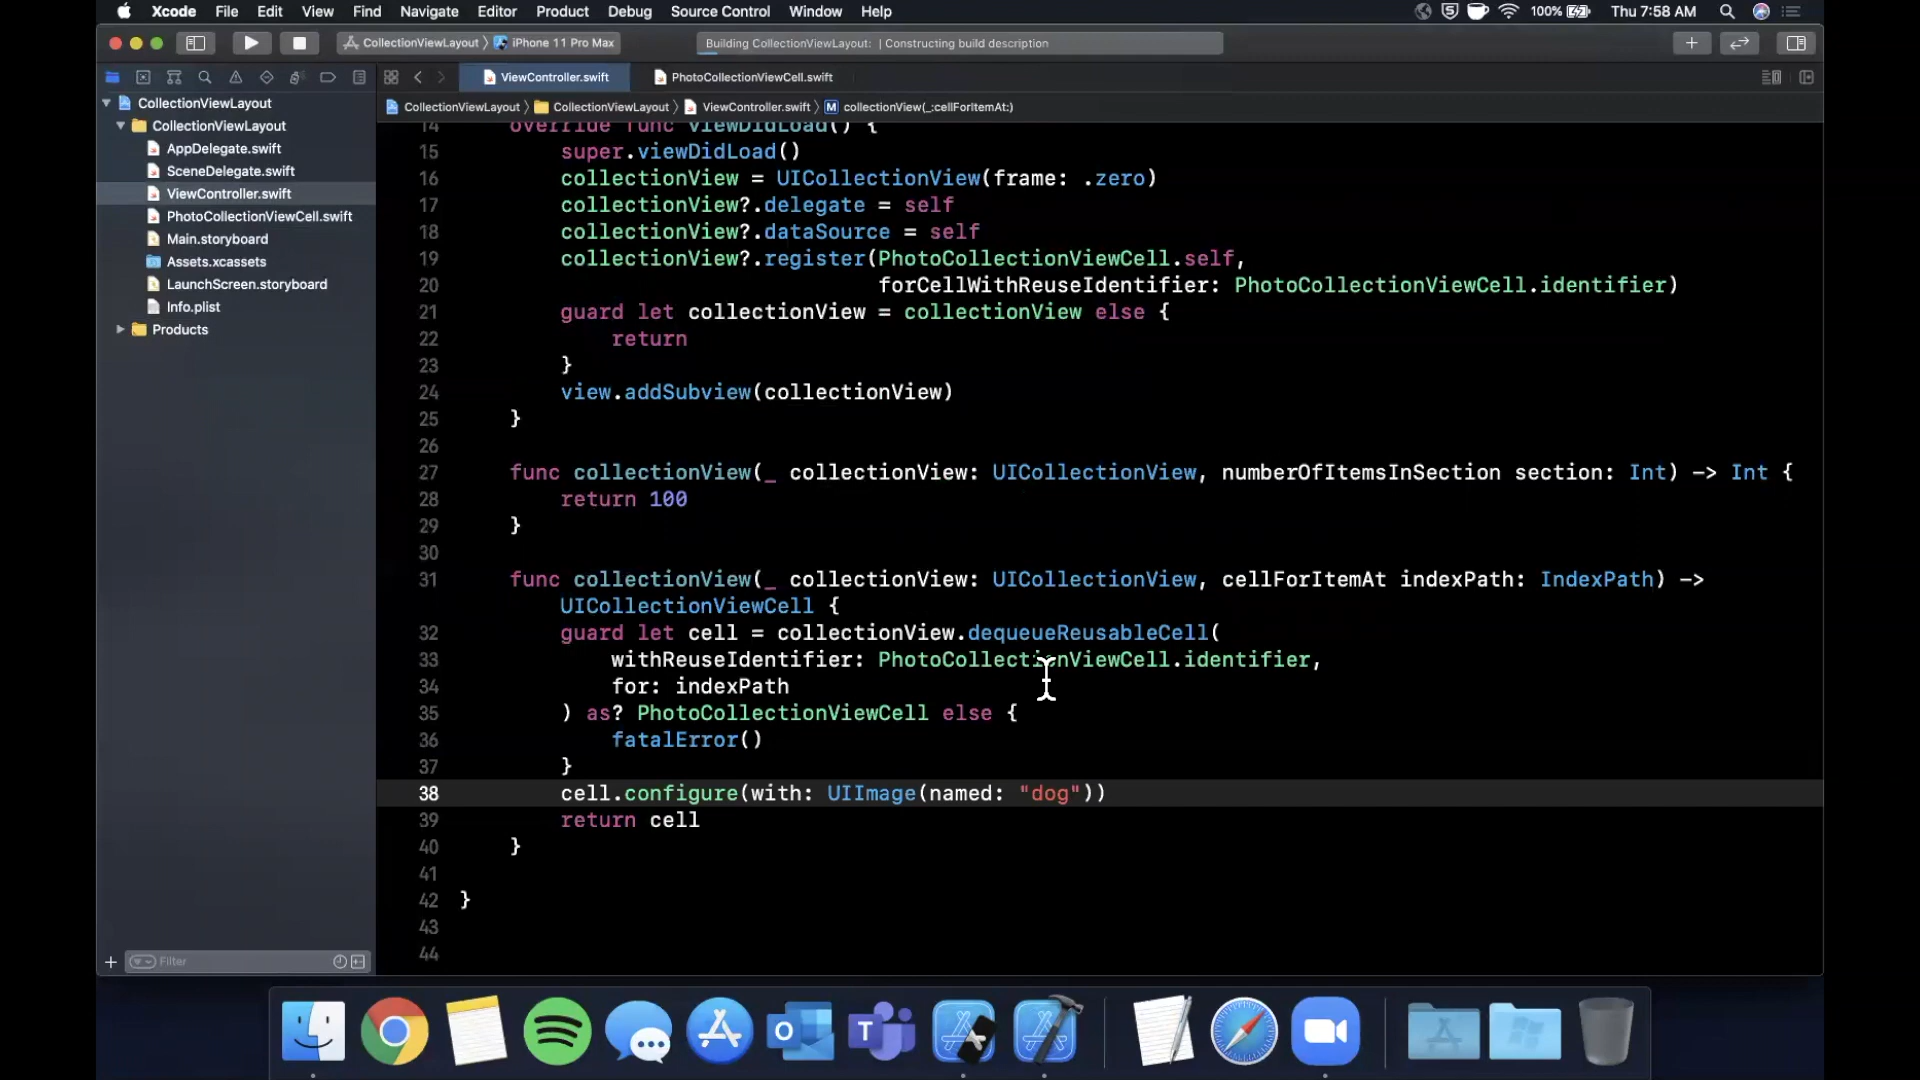 Xcode File Edit View Find Navigate Editor Product Debug Source Control Window Help 100% Thu 7:58 AM
CollectionViewLayout 〉 iPhone 11 Pro Max Building CollectionViewLayout: | Constructing build description
ViewController.swift PhotoCollectionViewCell.swift
CollectionViewLayout 〉 CollectionViewLayout 〉 ViewController.swift 〉 M collectionView(_:cellForItemAt:)
CollectionViewLayout
CollectionViewLayout
AppDelegate.swift
SceneDelegate.swift
ViewController.swift
PhotoCollectionViewCell.swift
Main.storyboard
Assets.xcassets
LaunchScreen.storyboard
Info.plist
Products
Filter
14 override func viewDidLoad() {
15 super.viewDidLoad()
16 collectionView = UICollectionView(frame: .zero)
17 collectionView?.delegate = self
18 collectionView?.dataSource = self
19 collectionView?.register(PhotoCollectionViewCell.self,
20 forCellWithReuseIdentifier: PhotoCollectionViewCell.identifier)
21 guard let collectionView = collectionView else {
22 return
23 }
24 view.addSubview(collectionView)
25 }
26
27 func collectionView(_ collectionView: UICollectionView, numberOfItemsInSection section: Int) -> Int {
28 return 100
29 }
30
31 func collectionView(_ collectionView: UICollectionView, cellForItemAt indexPath: IndexPath) ->
UICollectionViewCell {
32 guard let cell = collectionView.dequeueReusableCell(
33 withReuseIdentifier: PhotoCollectionViewCell.identifier,
34 for: indexPath
35 ) as? PhotoCollectionViewCell else {
36 fatalError()
37 }
38 cell.configure(with: UIImage(named: "dog"))
39 return cell
40 }
41
42 }
43
44